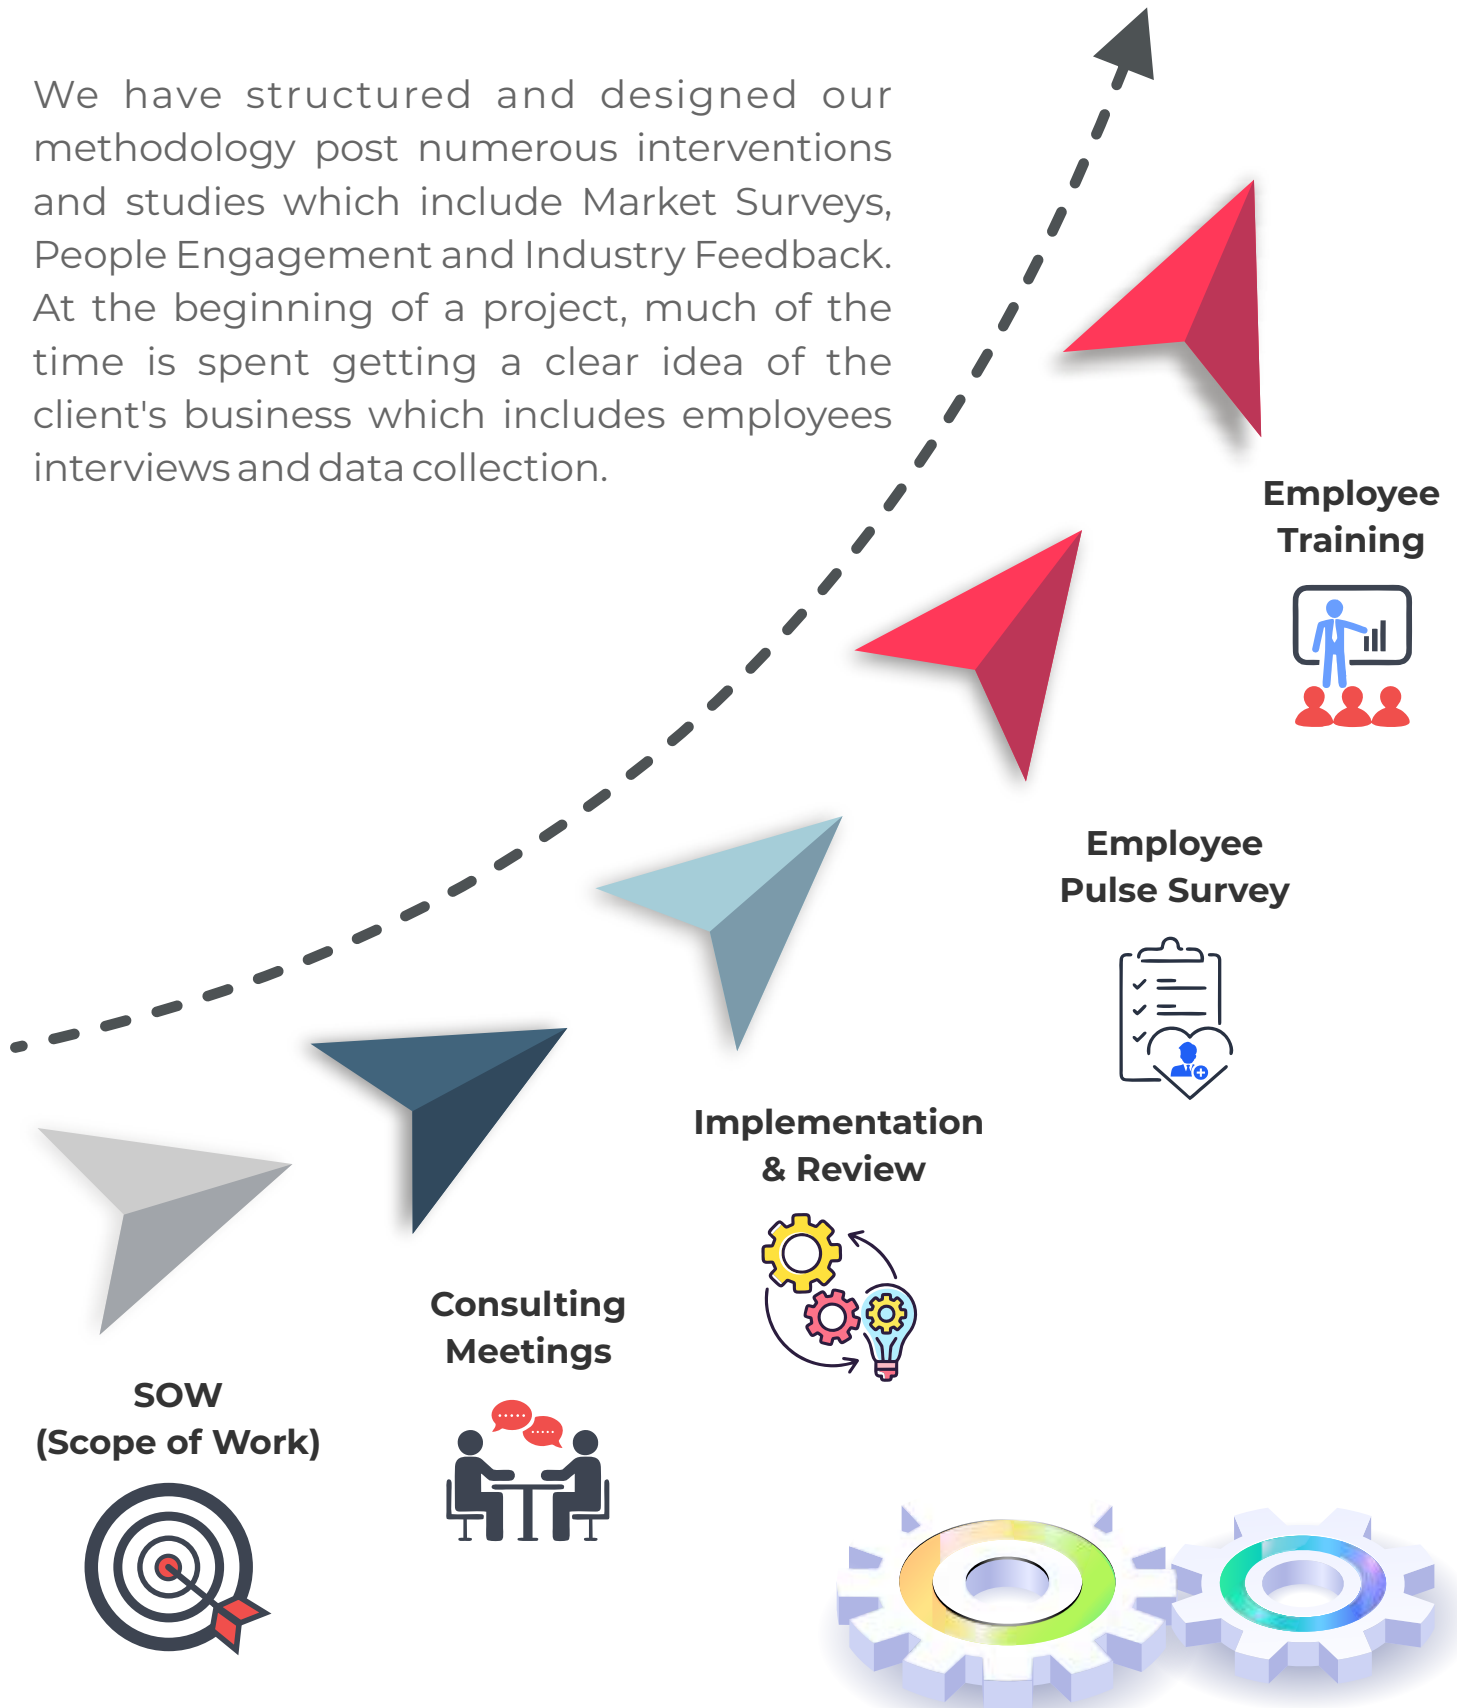 We have structured and designed our
methodology post numerous interventions
and studies which include Market Surveys,
People Engagement and Industry Feedback.
At the beginning of a project, much of the
time is spent getting a clear idea of the
client's business which includes employees
interviews and data collection.
Employee
Training
Employee
Pulse Survey
Implementation
& Review
Consulting
Meetings
SOW
(Scope of Work)